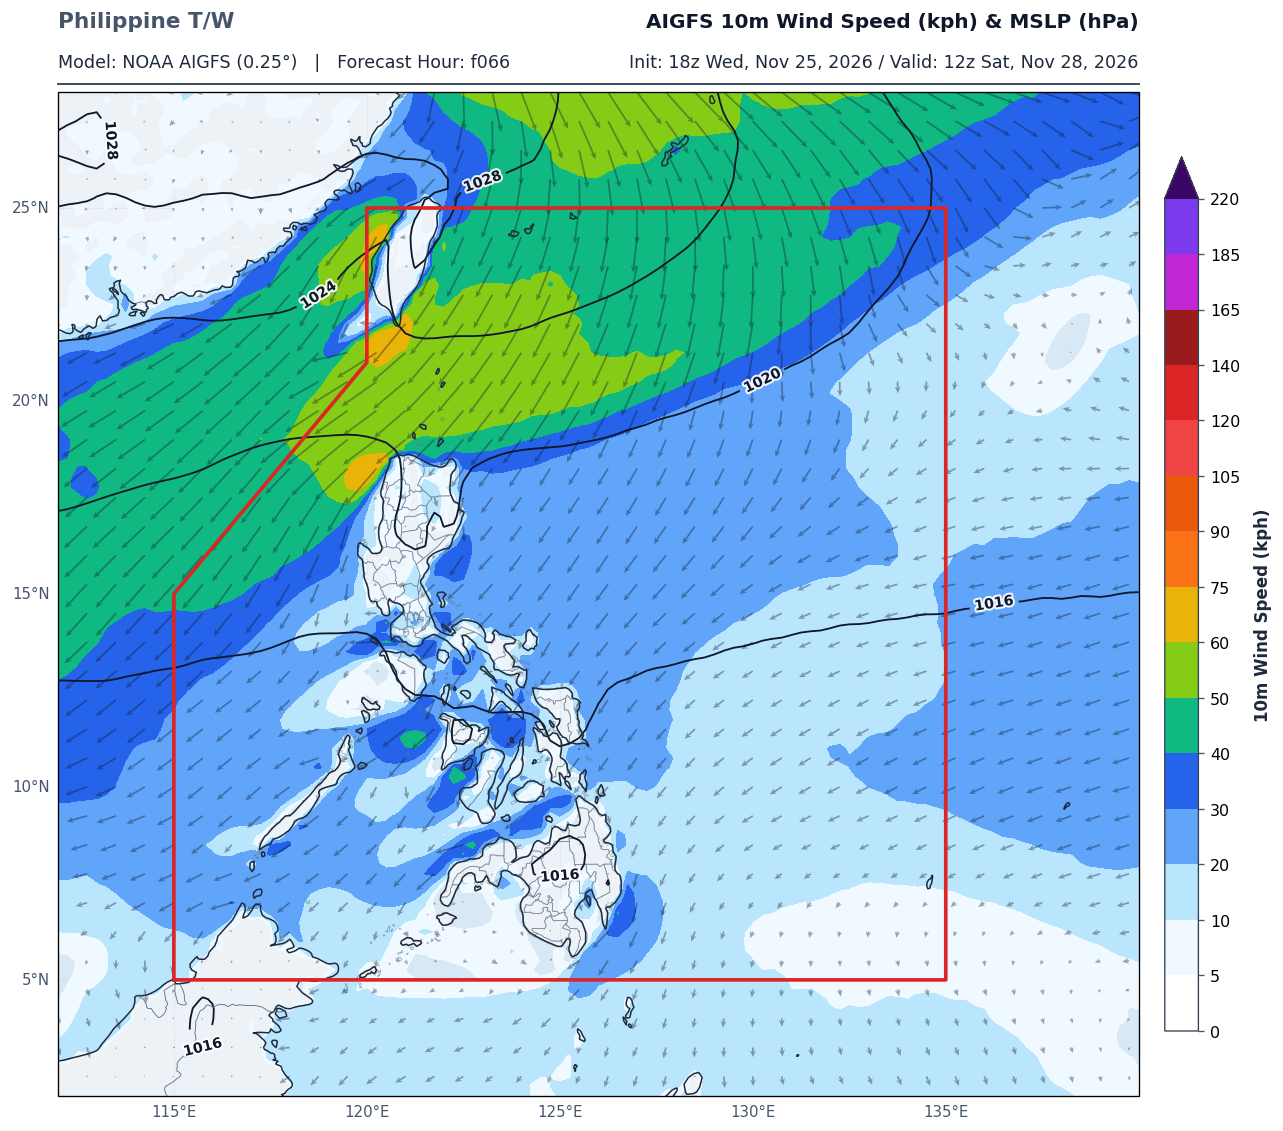 Philippine T/W
AIGFS 10m Wind Speed (kph) & MSLP (hPa)
Model: NOAA AIGFS (0.25°) | Forecast Hour: f066
Init: 18z Wed, Nov 25, 2026 / Valid: 12z Sat, Nov 28, 2026
1028
1028
1024
1020
1016
1016
1016
25°N
20°N
15°N
10°N
5°N
115°E
120°E
125°E
130°E
135°E
220
185
165
140
120
105
90
75
60
50
40
30
20
10
5
0
10m Wind Speed (kph)